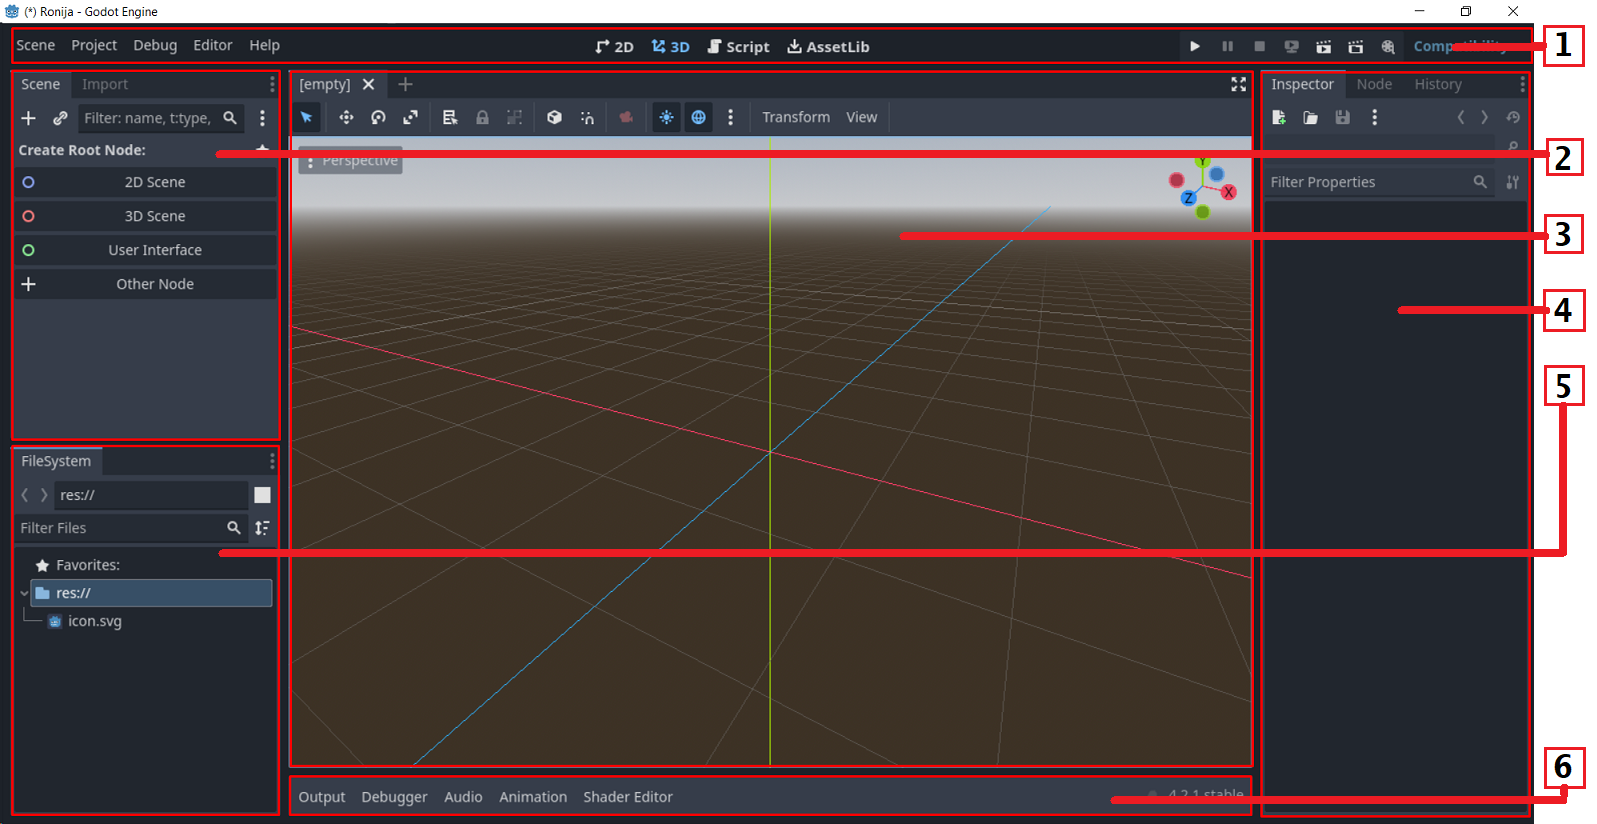 (*) Ronija - Godot Engine
Scene Project Debug Editor Help 2D 3D Script AssetLib Compatibility 1
Scene Import
[empty]
Inspector Node History
Filter: name, t:type,
Transform View
Create Root Node:
Perspective
2
2D Scene
Y
X
Z
Filter Properties
3D Scene
3
User Interface
Other Node
4
5
FileSystem
res://
Filter Files
Favorites:
res://
icon.svg
6
Output Debugger Audio Animation Shader Editor 4.2.1.stable